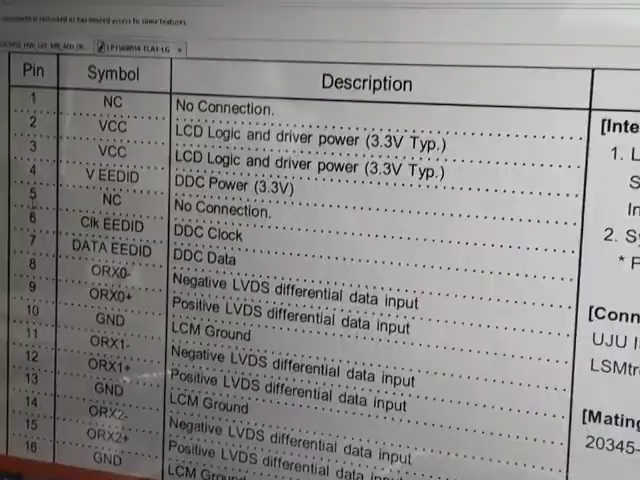 Pin Symbol Description
1 NC No Connection.
2 VCC LCD Logic and driver power (3.3V Typ.)
3 VCC LCD Logic and driver power (3.3V Typ.)
4 V EEDID DDC Power (3.3V)
5 NC No Connection.
6 Clk EEDID DDC Clock
7 DATA EEDID DDC Data
8 ORX0- Negative LVDS differential data input
9 ORX0+ Positive LVDS differential data input
10 GND LCM Ground
11 ORX1- Negative LVDS differential data input
12 ORX1+ Positive LVDS differential data input
13 GND LCM Ground
14 ORX2- Negative LVDS differential data input
15 ORX2+ Positive LVDS differential data input
16 GND LCM Ground
[Inte
1. L
S
In
2. Sy
* P
[Conn
UJU I
LSMtr
[Mating
20345-